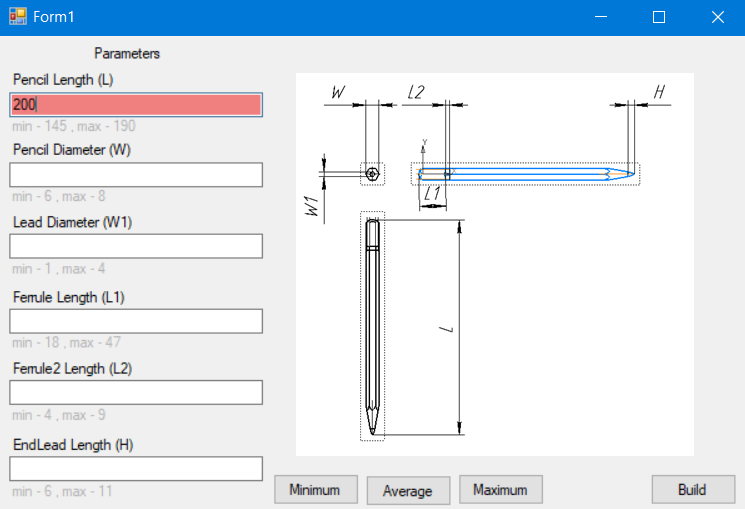 Form1
Parameters
Pencil Length (L)
200
min - 145 , max - 190
Pencil Diameter (W)
min - 6 , max - 8
Lead Diameter (W1)
min - 1 , max - 4
Ferrule Length (L1)
min - 18 , max - 47
Ferrule2 Length (L2)
min - 4 , max - 9
EndLead Length (H)
min - 6 , max - 11
W
L2
H
Y
X
W1
L1
L
Minimum
Average
Maximum
Build